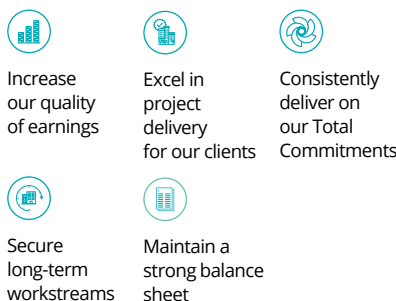 Increase
our quality
of earnings
Excel in
project
delivery
for our clients
Consistently
deliver on
our Total
Commitments
Secure
long-term
workstreams
Maintain a
strong balance
sheet